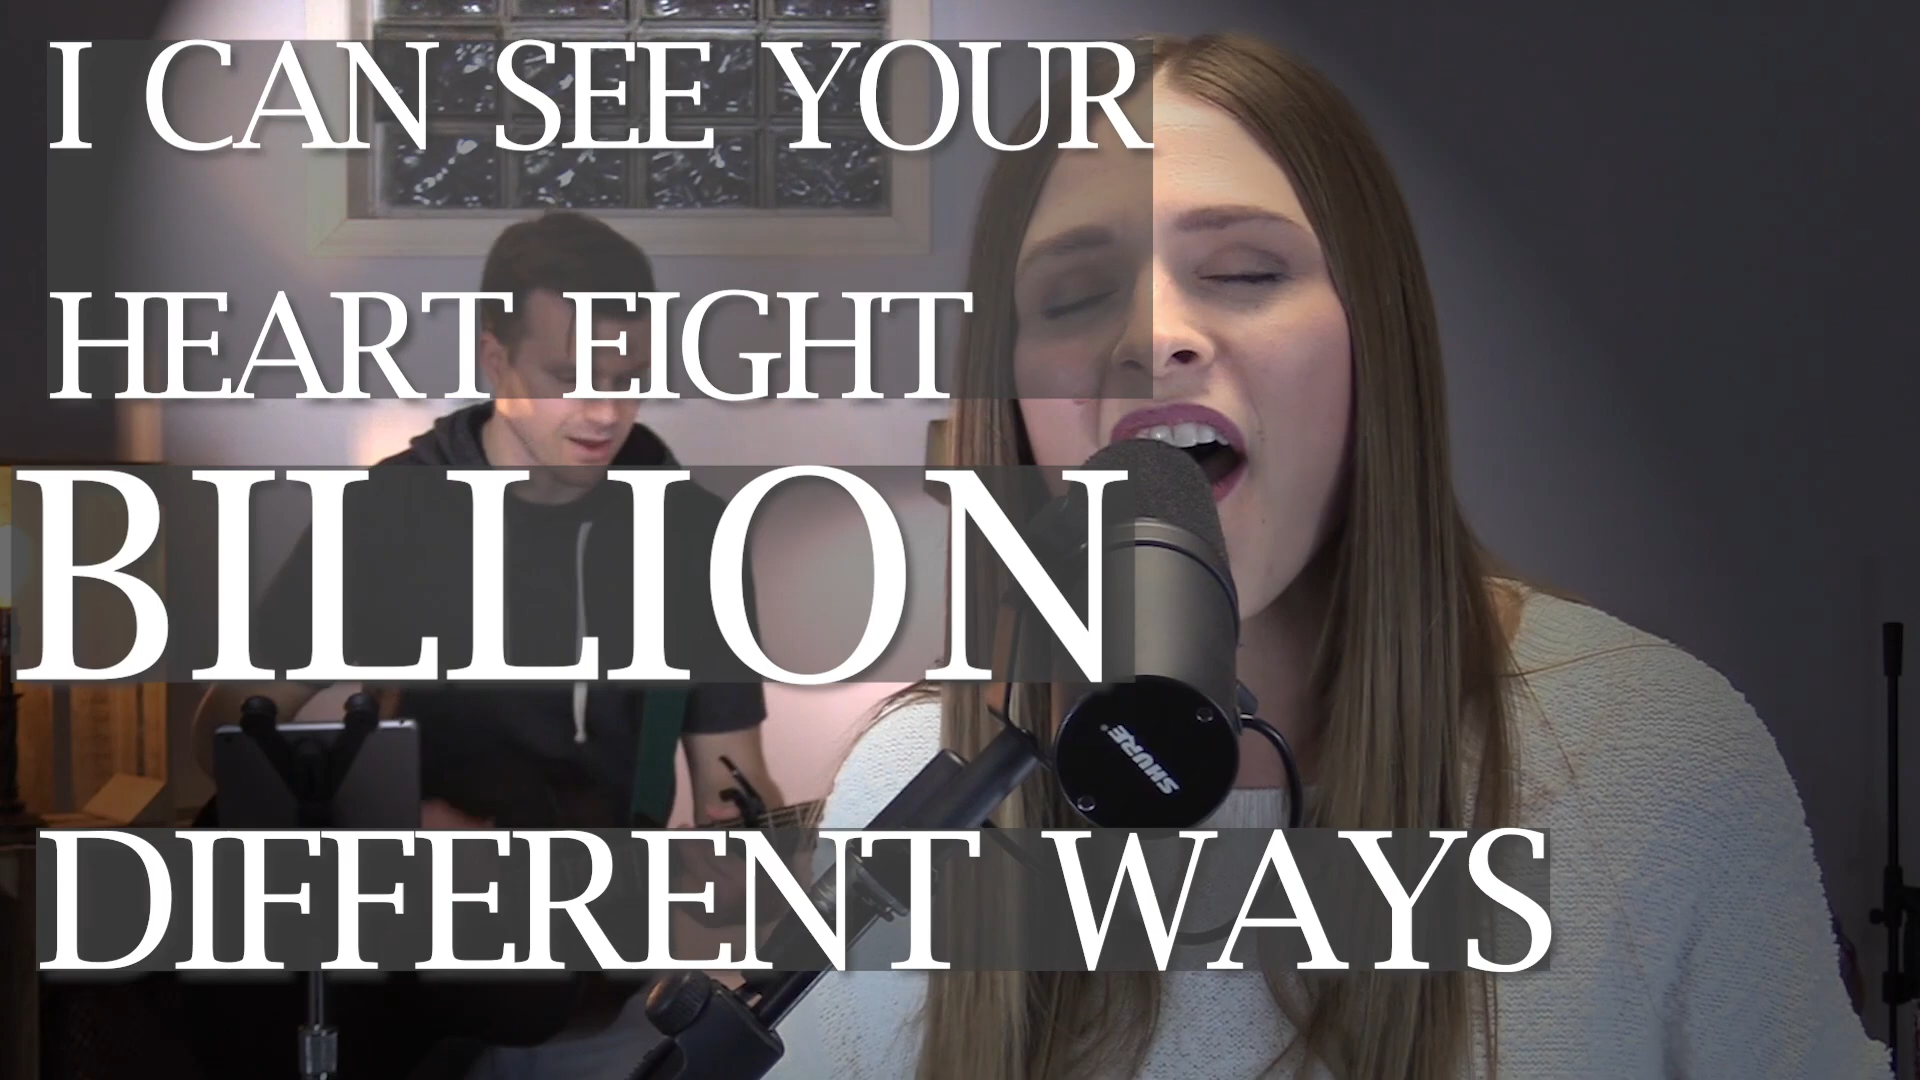 I CAN SEE YOUR
HEART EIGHT
BILLION
DIFFERENT WAYS
SHURE